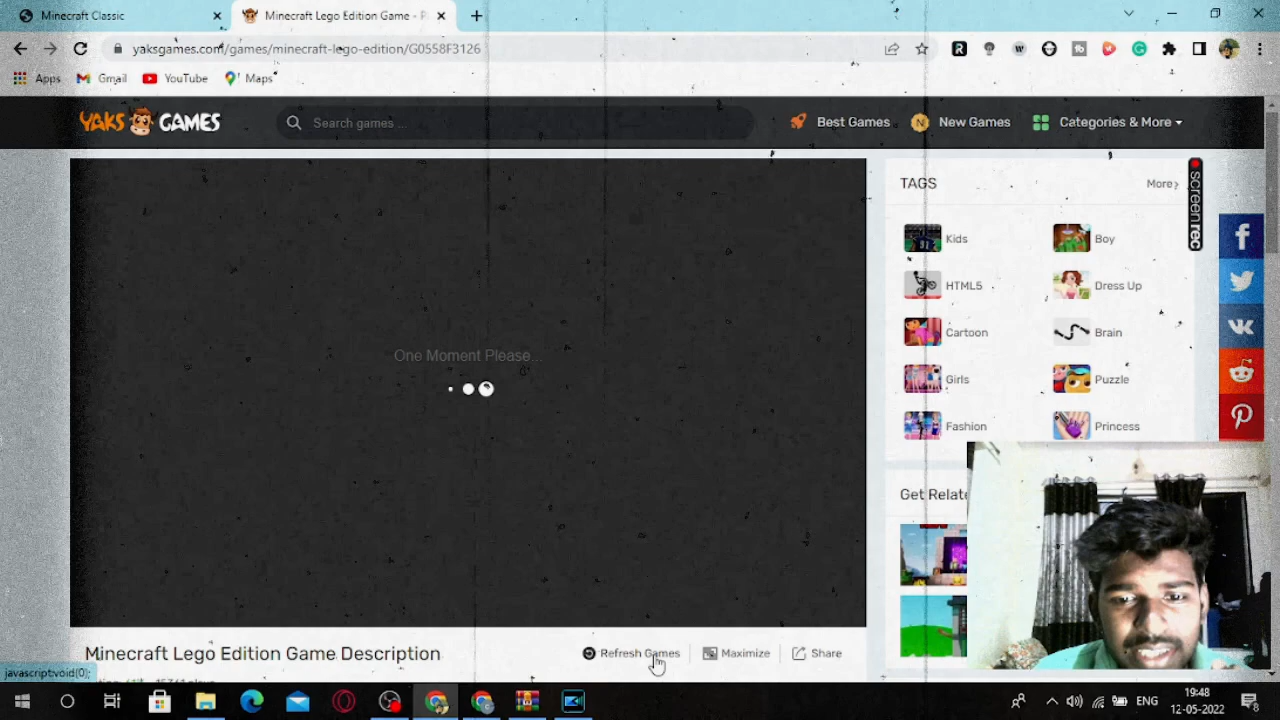 Minecraft Classic
Minecraft Lego Edition Game - P
yaksgames.com/games/minecraft-lego-edition/G0558F3126
Apps
Gmail
YouTube
Maps
YAKS GAMES
Search games ...
Best Games
New Games
Categories & More
TAGS
More
screenrec
Kids
Boy
HTML5
Dress Up
One Moment Please...
Cartoon
Brain
Girls
Puzzle
Fashion
Princess
Get Relate
Minecraft Lego Edition Game Description
Refresh Games
Maximize
Share
javascript:void(0);
ENG
19:48
12-05-2022